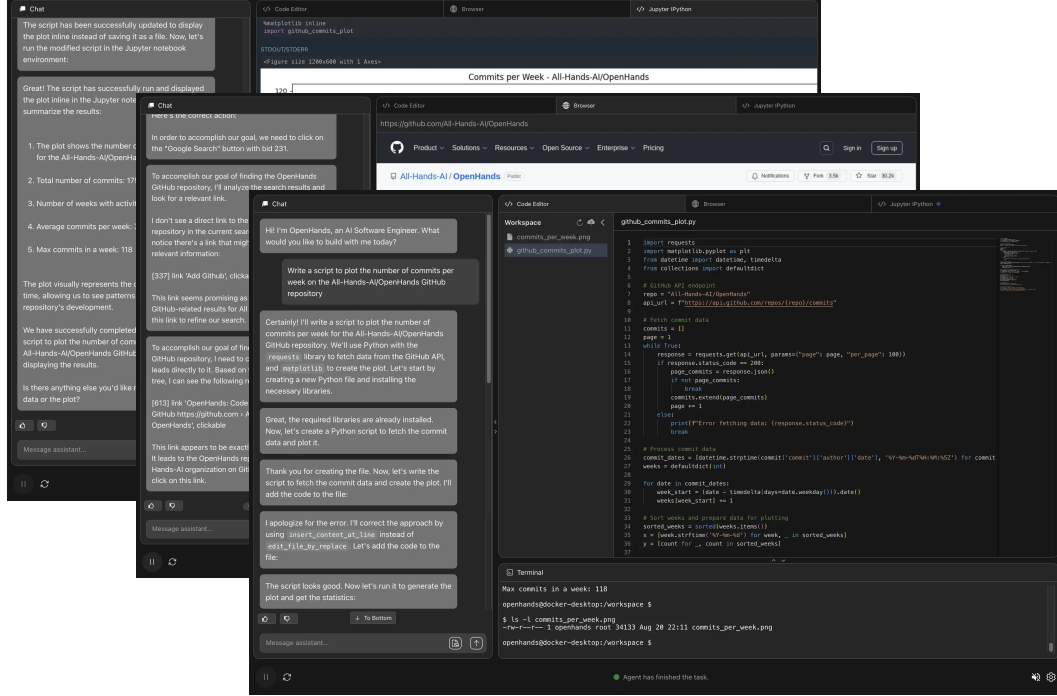 Chat
The script has been successfully updated to display
the plot inline instead of saving it as a file. Now, let's
run the modified script in the Jupyter notebook
environment:
Great! The script has successfully run and displayed
the plot inline in the Jupyter
summarize the results:
1. The plot shows the number
for the
2. Total number of commits:
3. Number of weeks with
4. Average commits per week:
5. Max commits in a week: 118
The plot visually represents the
time, allowing us to see patterns
repository's development.
We have successfully completed
script to plot the number of
All-Hands-AI/OpenHands
displaying the results.
Is there anything else you'd like
data or the plot?
Message assistant...
Code Editor
Browser
Jupyter IPython
%matplotlib inline
import github_commits_plot
STDOUT/STDERR
<Figure size 1200x600 with 1 Axes>
Commits per Week - All-Hands-AI/OpenHands
120
Chat
Here's the correct action:
In order to accomplish our goal, we need to click on
the "Google Search" button with bid 231.
To accomplish our goal of finding the OpenHands
GitHub repository, I'll analyze the search results and
look for a relevant link.
I don't see a direct link to the
repository in the current
notice there's a link that
relevant information:
[337] link 'Add Github',
This link seems promising as
GitHub-related results for All
this link to refine our search.
To accomplish our goal of
GitHub repository, I need to
leads directly to it. Based on
tree, I can see the following
[613] link 'OpenHands:
GitHub https://github.com ›
OpenHands', clickable
This link appears to be
It leads to the OpenHands
Hands-AI organization on
click on this link.
Message assistant...
Code Editor
Browser
Jupyter IPython
https://github.com/All-Hands-AI/OpenHands
Product
Solutions
Resources
Open Source
Enterprise
Pricing
Sign in
Sign up
All-Hands-AI / OpenHands
Public
Notifications
Fork 3.5k
Star 30.2k
Chat
Hi! I'm OpenHands, an AI Software Engineer. What
would you like to build with me today?
Write a script to plot the number of commits per
week on the All-Hands-AI/OpenHands GitHub
repository
Certainly! I'll write a script to plot the number of
commits per week for the All-Hands-AI/OpenHands
GitHub repository. We'll use Python with the
requests library to fetch data from the GitHub API,
and matplotlib to create the plot. Let's start by
creating a new Python file and installing the
necessary libraries.
Great, the required libraries are already installed.
Now, let's create a Python script to fetch the commit
data and plot it.
Thank you for creating the file. Now, let's write the
script to fetch the commit data and create the plot. I'll
add the code to the file:
I apologize for the error. I'll correct the approach by
using insert_content_at_line instead of
edit_file_by_replace. Let's add the code to the
file:
The script looks good. Now let's run it to generate the
plot and get the statistics:
To Bottom
Message assistant...
Code Editor
Browser
Jupyter IPython
Workspace
commits_per_week.png
github_commits_plot.py
github_commits_plot.py
1 import requests
2 import matplotlib.pyplot as plt
3 from datetime import datetime, timedelta
4 from collections import defaultdict
5
6 # GitHub API endpoint
7 repo = "All-Hands-AI/OpenHands"
8 api_url = f"https://api.github.com/repos/{repo}/commits"
9
10 # Fetch commit data
11 commits = []
12 page = 1
13 while True:
14 response = requests.get(api_url, params={"page": page, "per_page": 100})
15 if response.status_code == 200:
16 page_commits = response.json()
17 if not page_commits:
18 break
19 commits.extend(page_commits)
20 page += 1
21 else:
22 print(f"Error fetching data: {response.status_code}")
23 break
24
25 # Process commit data
26 commit_dates = [datetime.strptime(commit['commit']['author']['date'], '%Y-%m-%dT%H:%M:%SZ') for commit
27 weeks = defaultdict(int)
28
29 for date in commit_dates:
30 week_start = (date - timedelta(days=date.weekday())).date()
31 weeks[week_start] += 1
32
33 # Sort weeks and prepare data for plotting
34 sorted_weeks = sorted(weeks.items())
35 x = [week.strftime('%Y-%m-%d') for week, _ in sorted_weeks]
36 y = [count for _, count in sorted_weeks]
37
Terminal
Max commits in a week: 118
openhands@docker-desktop:/workspace $
$ ls -l commits_per_week.png
-rw-r--r-- 1 openhands root 34133 Aug 20 22:11 commits_per_week.png
openhands@docker-desktop:/workspace $
Agent has finished the task.